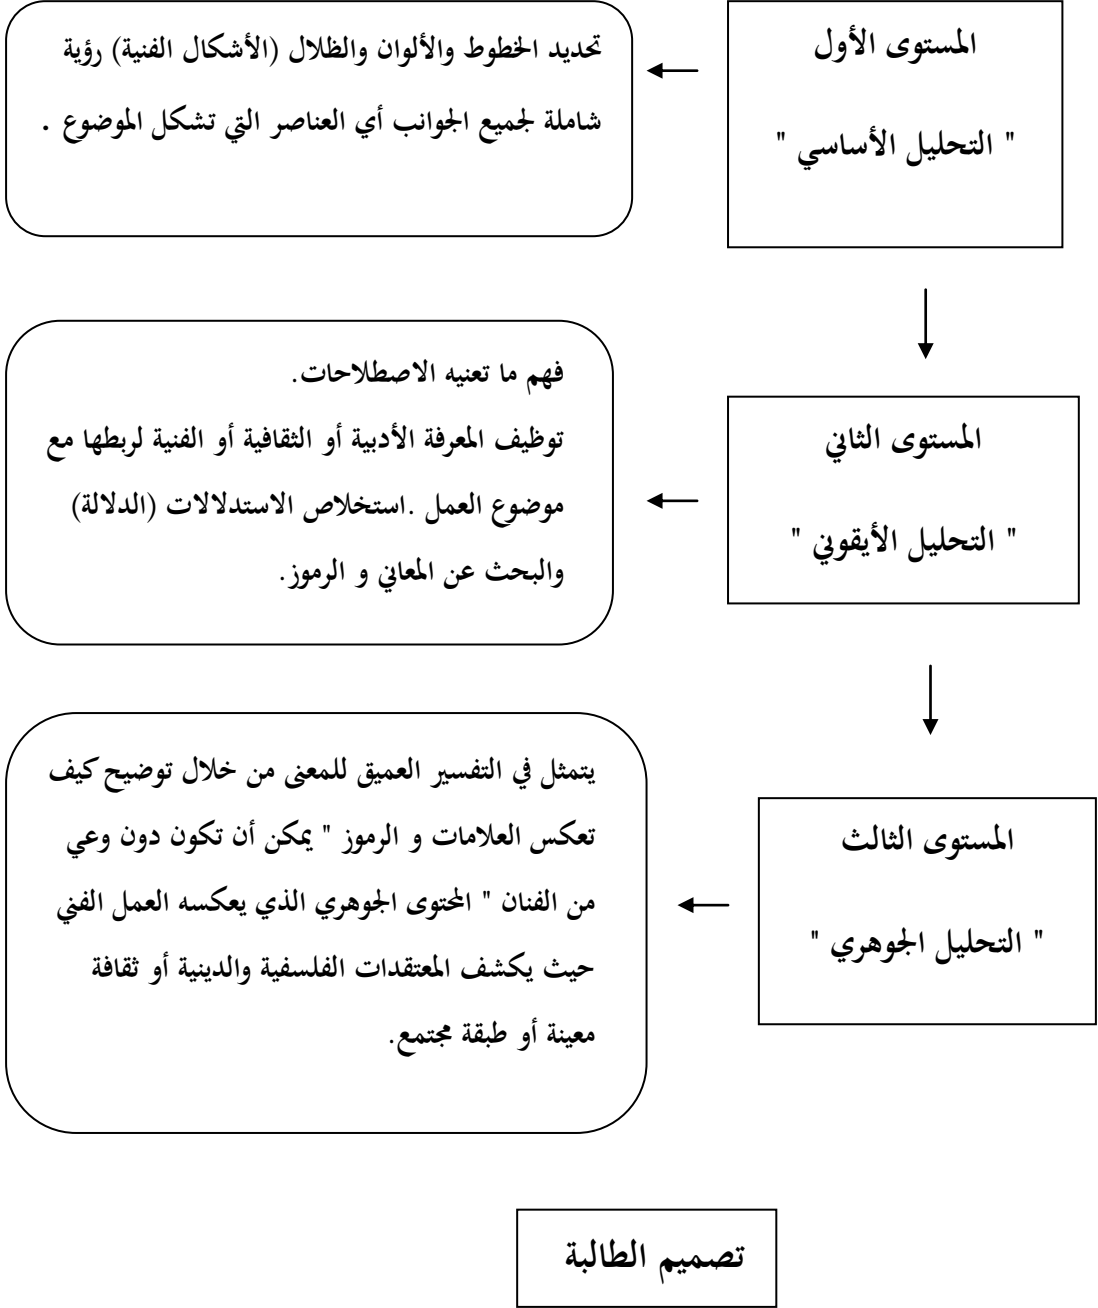 المستوى الأول
" التحليل الأساسي "
تحديد الخطوط والألوان والظلال (الأشكال الفنية) رؤية
شاملة لجميع الجوانب أي العناصر التي تشكل الموضوع .
المستوى الثاني
" التحليل الأيقوني "
فهم ما تعنيه الاصطلاحات.
توظيف المعرفة الأدبية أو الثقافية أو الفنية لربطها مع
موضوع العمل .استخلاص الاستدلالات (الدلالة)
والبحث عن المعاني و الرموز.
المستوى الثالث
" التحليل الجوهري "
يتمثل في التفسير العميق للمعنى من خلال توضيح كيف
تعكس العلامات و الرموز " يمكن أن تكون دون وعي
من الفنان " المحتوى الجوهري الذي يعكسه العمل الفني
حيث يكشف المعتقدات الفلسفية والدينية أو ثقافة
معينة أو طبقة مجتمع.
تصميم الطالبة